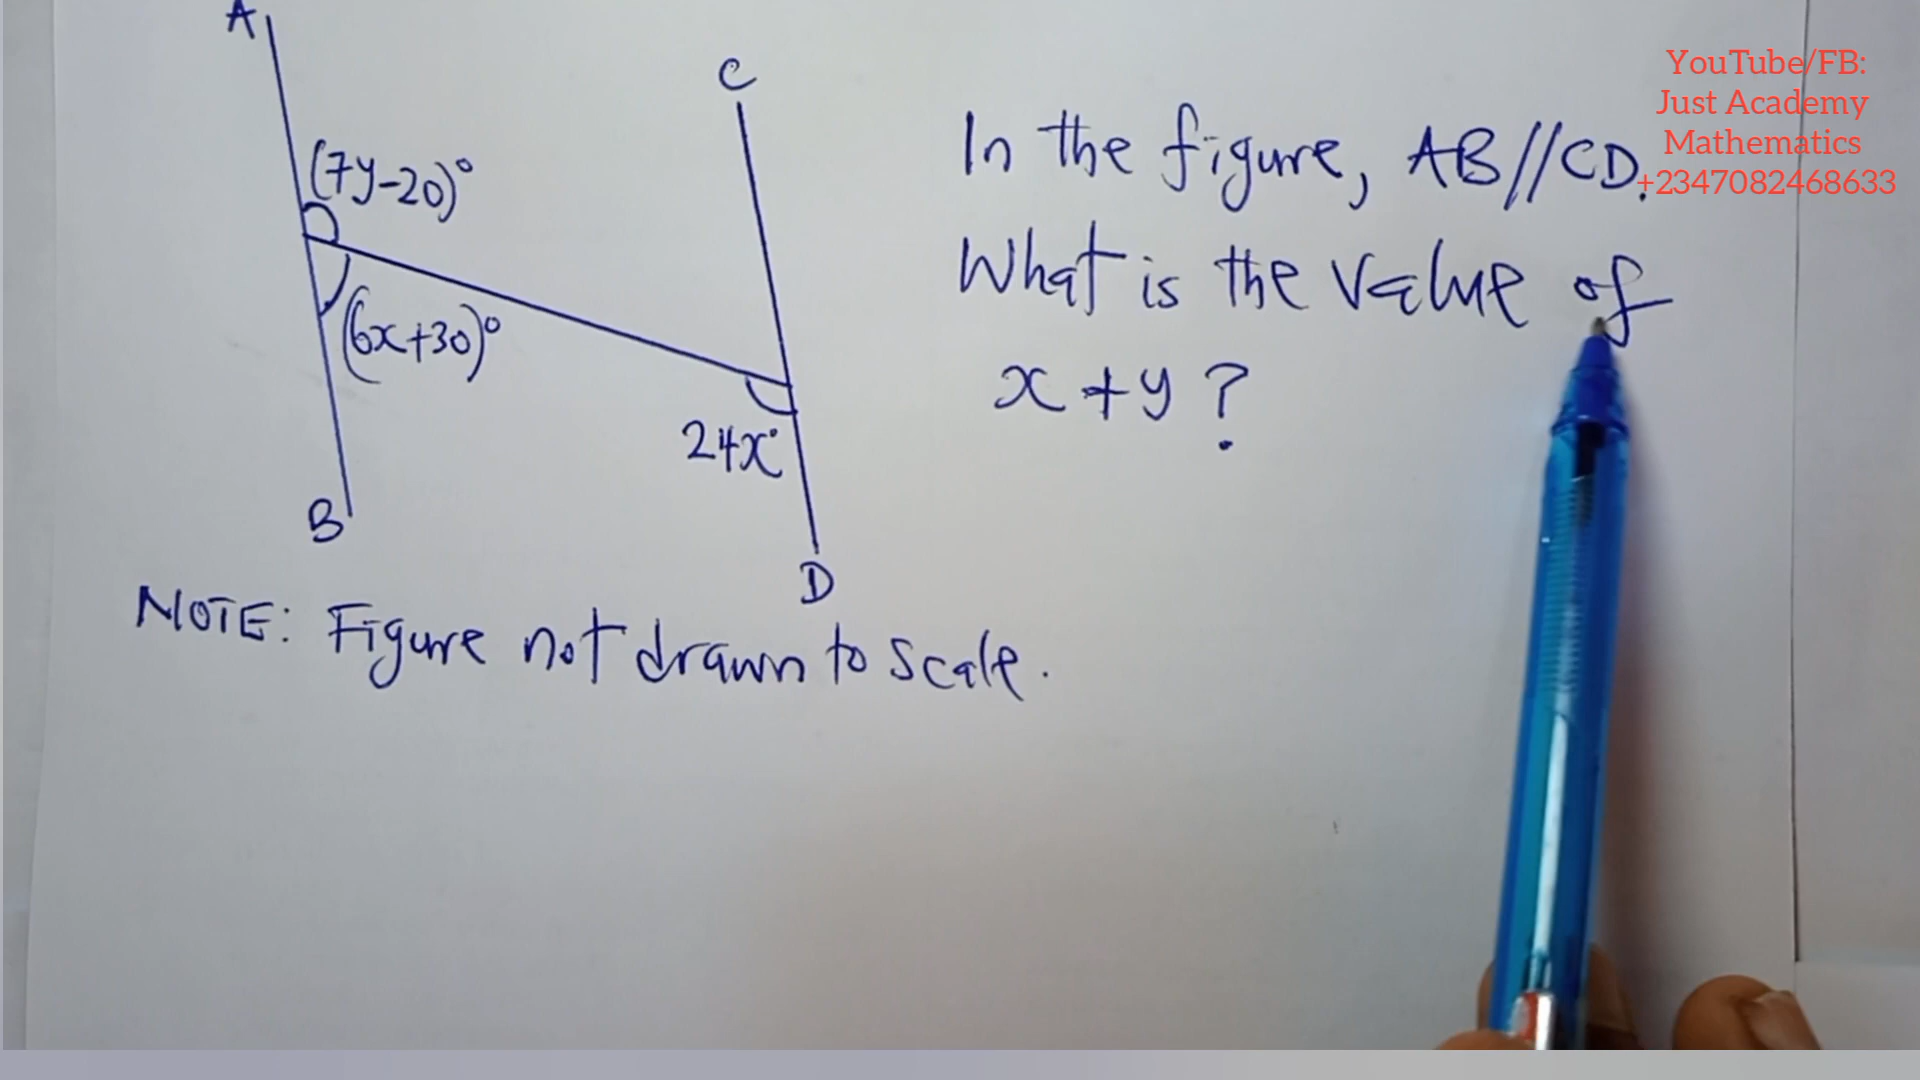 A
C
(7y-20)°
(6x+30)°
24x°
B
D
NOTE: Figure not drawn to scale.
In the figure, AB//CD.
What is the value of
x + y ?
YouTube/FB:
Just Academy
Mathematics
+2347082468633